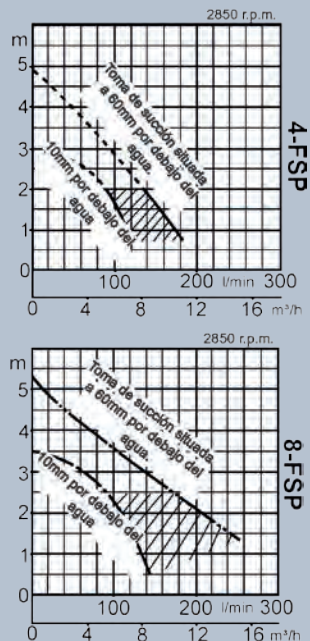 2850 r.p.m.
m
5
4
3
2
1
0
Toma de succión situada
a 60mm por debajo del
agua.
10mm por debajo del
agua
4-FSP
100
200
l/min
300
0
4
8
12
16
m³/h
2850 r.p.m.
m
5
4
3
2
1
0
Toma de succión situada
a 60mm por debajo del
agua.
10mm por debajo del
agua
8-FSP
100
200
l/min
300
0
4
8
12
16
m³/h